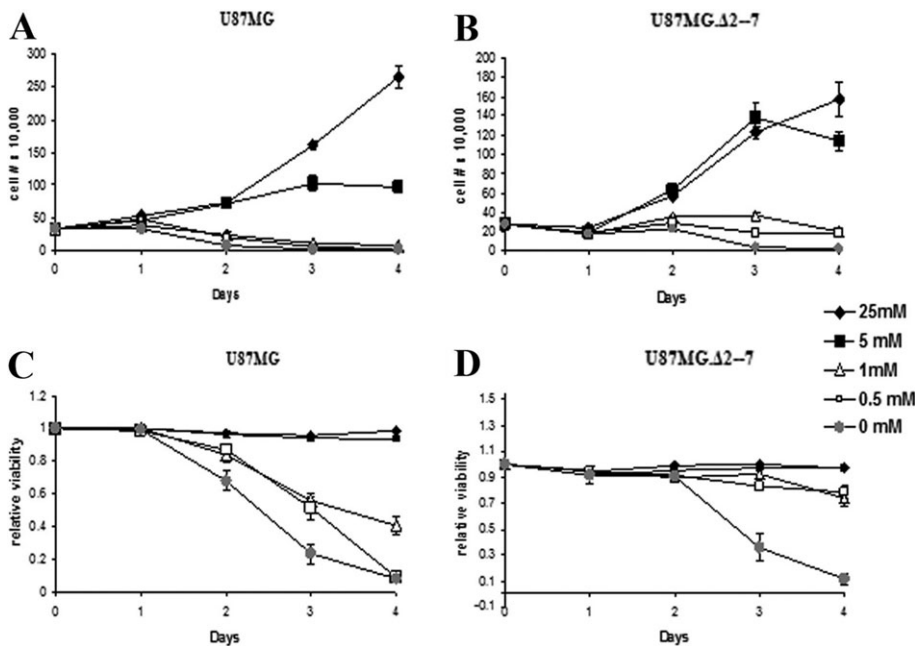 A
U87MG
cell # x 10,000
300
250
200
150
100
50
0
0 1 2 3 4
Days
B
U87MG.Δ2--7
cell # x 10,000
200
180
160
140
120
100
80
60
40
20
0
0 1 2 3 4
Days
25mM
5 mM
1mM
0.5 mM
0 mM
C
U87MG
relative viability
1.2
1
0.8
0.6
0.4
0.2
0
0 1 2 3 4
Days
D
U87MG.Δ2--7
relative viability
1.5
1.3
1.1
0.9
0.7
0.5
0.3
0.1
-0.1
0 1 2 3 4
Days